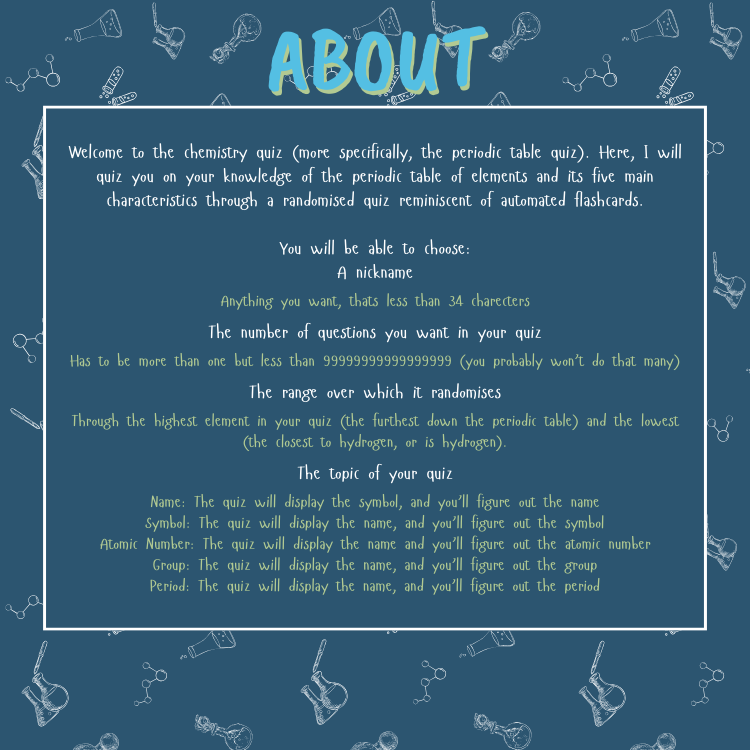 ABOUT
Welcome to the chemistry quiz (more specifically, the periodic table quiz). Here, I will
quiz you on your knowledge of the periodic table of elements and its five main
characteristics through a randomised quiz reminiscent of automated flashcards.
You will be able to choose:
A nickname
Anything you want, thats less than 34 charecters
The number of questions you want in your quiz
Has to be more than one but less than 99999999999999999 (you probably won't do that many)
The range over which it randomises
Through the highest element in your quiz (the furthest down the periodic table) and the lowest
(the closest to hydrogen, or is hydrogen).
The topic of your quiz
Name: The quiz will display the symbol, and you'll figure out the name
Symbol: The quiz will display the name, and you'll figure out the symbol
Atomic Number: The quiz will display the name and you'll figure out the atomic number
Group: The quiz will display the name, and you'll figure out the group
Period: The quiz will display the name, and you'll figure out the period